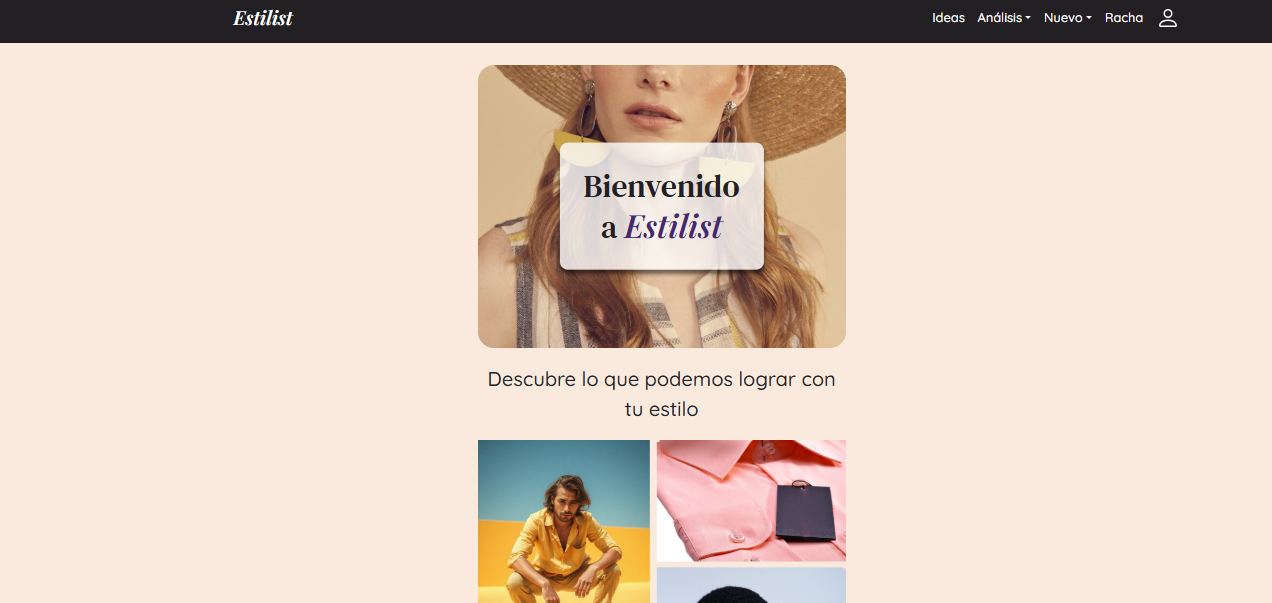 Estilist
Ideas Análisis Nuevo Racha
Bienvenido
a Estilist
Descubre lo que podemos lograr con
tu estilo